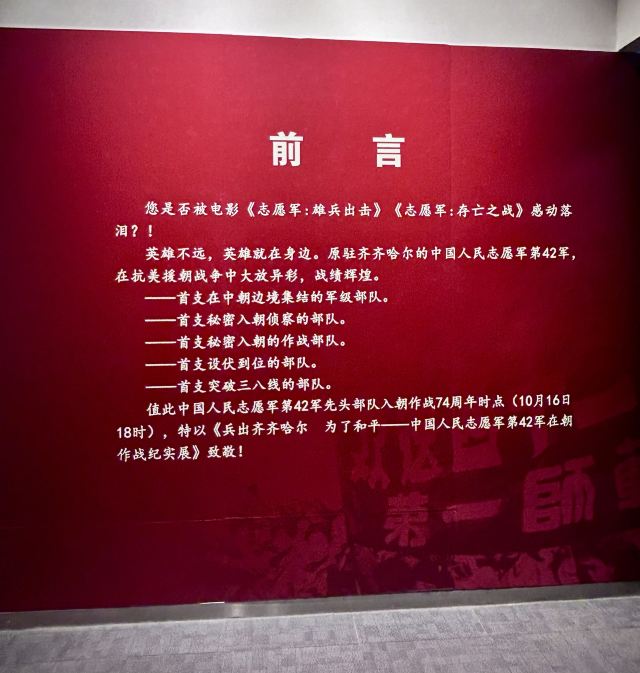 前 言
您是否被电影《志愿军:雄兵出击》《志愿军:存亡之战》感动落
泪?!
英雄不远，英雄就在身边。原驻齐齐哈尔的中国人民志愿军第42军，
在抗美援朝战争中大放异彩，战绩辉煌。
——首支在中朝边境集结的军级部队。
——首支秘密入朝侦察的部队。
——首支秘密入朝的作战部队。
——首支设伏到位的部队。
——首支突破三八线的部队。
值此中国人民志愿军第42军先头部队入朝作战74周年时点（10月16日
18时），特以《兵出齐齐哈尔 为了和平——中国人民志愿军第42军在朝
作战纪实展》致敬!
第一師